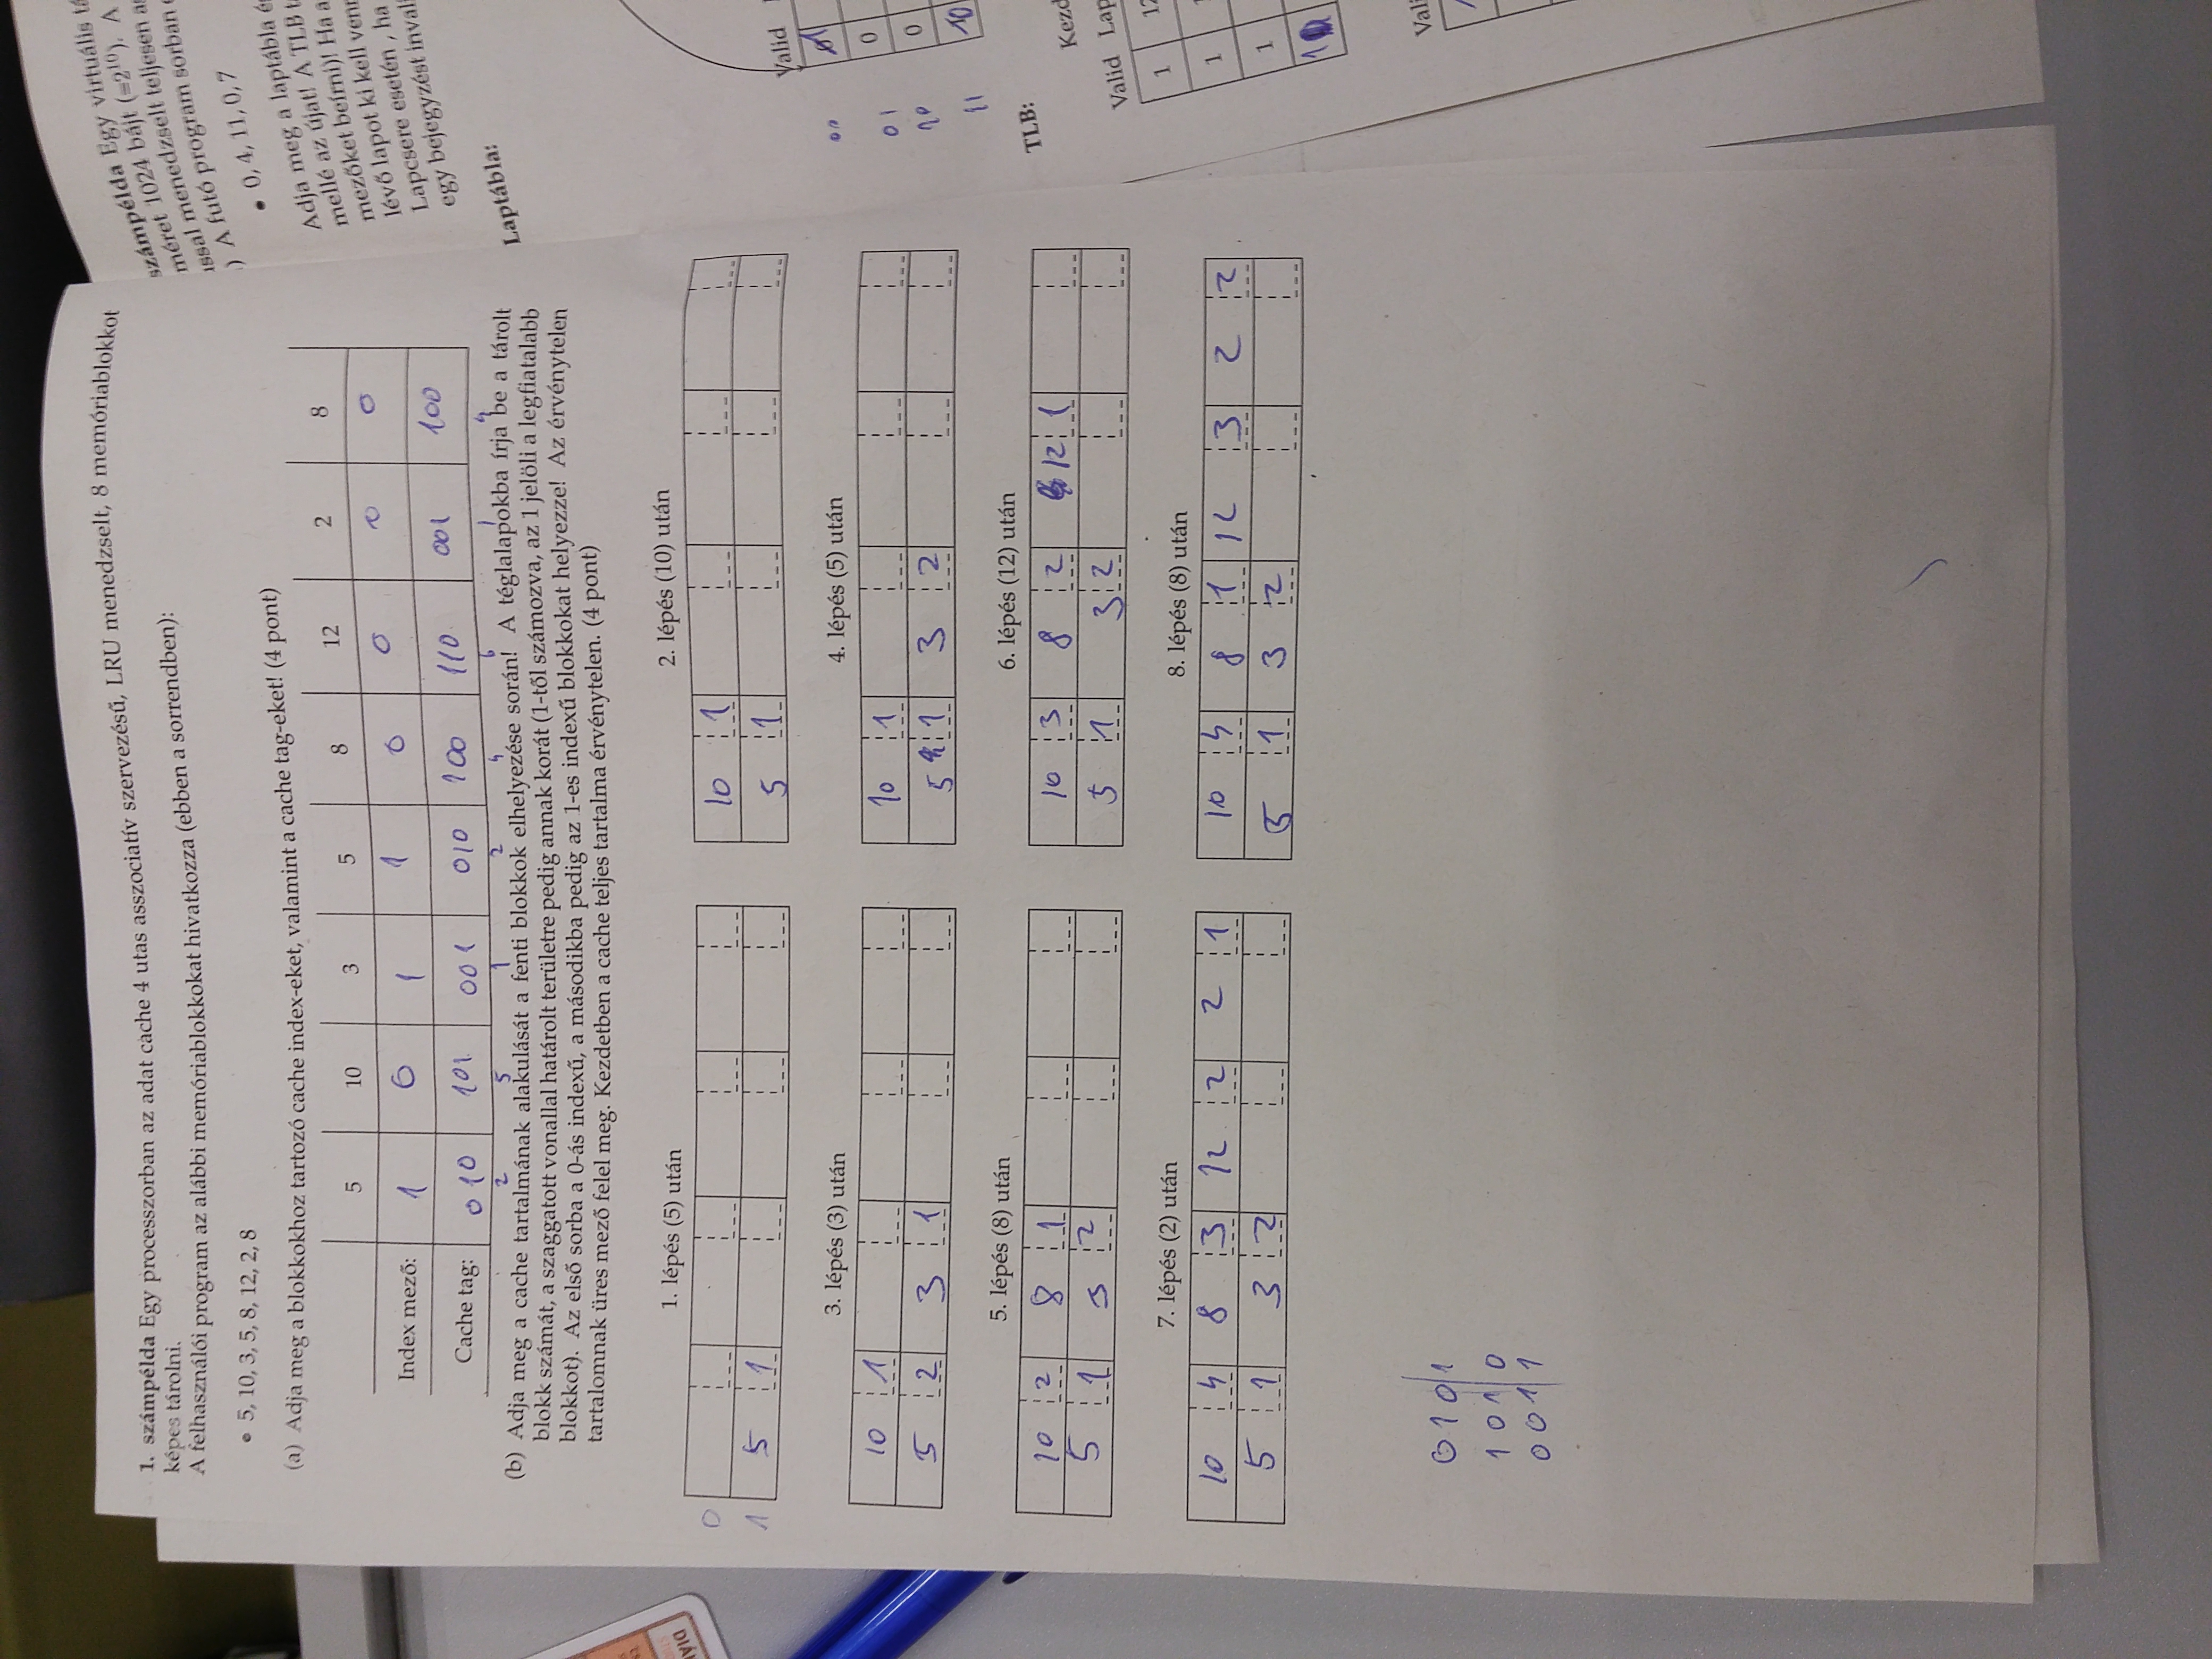 1. számpélda Egy processzorban az adat cache 4 utas asszociatív szervezésű, LRU menedzselt, 8 memóriablokkot
képes tárolni.
A felhasználói program az alábbi memóriablokkokat hivatkozza (ebben a sorrendben):
• 5, 10, 3, 5, 8, 12, 2, 8
(a) Adja meg a blokkokhoz tartozó cache index-eket, valamint a cache tag-eket! (4 pont)
5 10 3 5 8 12 2 8
Index mező: 1 0 1 1 0 0 0 0
Cache tag: 010 101 001 010 100 110 001 100
2 5 1 2 4 6 1 4
(b) Adja meg a cache tartalmának alakulását a fenti blokkok elhelyezése során! A téglalapokba írja be a tárolt
blokk számát, a szaggatott vonallal határolt területre pedig annak korát (1-től számozva, az 1 jelöli a legfiatalabb
blokkot). Az első sorba a 0-ás indexű, a másodikba pedig az 1-es indexű blokkokat helyezze! Az érvénytelen
tartalomnak üres mező felel meg. Kezdetben a cache teljes tartalma érvénytelen. (4 pont)
1. lépés (5) után
0
1 5 1
2. lépés (10) után
10 1
5 1
3. lépés (3) után
10 1
5 2 3 1
4. lépés (5) után
10 1
5 1 3 2
5. lépés (8) után
10 2 8 1
5 1 3 2
6. lépés (12) után
10 3 8 2 12 1
5 1 3 2
7. lépés (2) után
10 4 8 3 12 2 2 1
5 1 3 2
8. lépés (8) után
10 4 8 1 12 3 2 2
5 1 3 2
0101
1010
0011
számpélda Egy virtuális
méret 1024 bájt (=2^10). A
menedzselt teljesen
) A futó program sorban
• 0, 4, 11, 0, 7
Adja meg a laptábla
mellé az újat! A TLB
mezőket beírni)! Ha a
lévő lapot ki kell
Lapcsere esetén , ha
egy bejegyzést
Laptábla:
Valid
00
01 0
10 0
11
TLB:
Valid
1
1
1
DIÁ